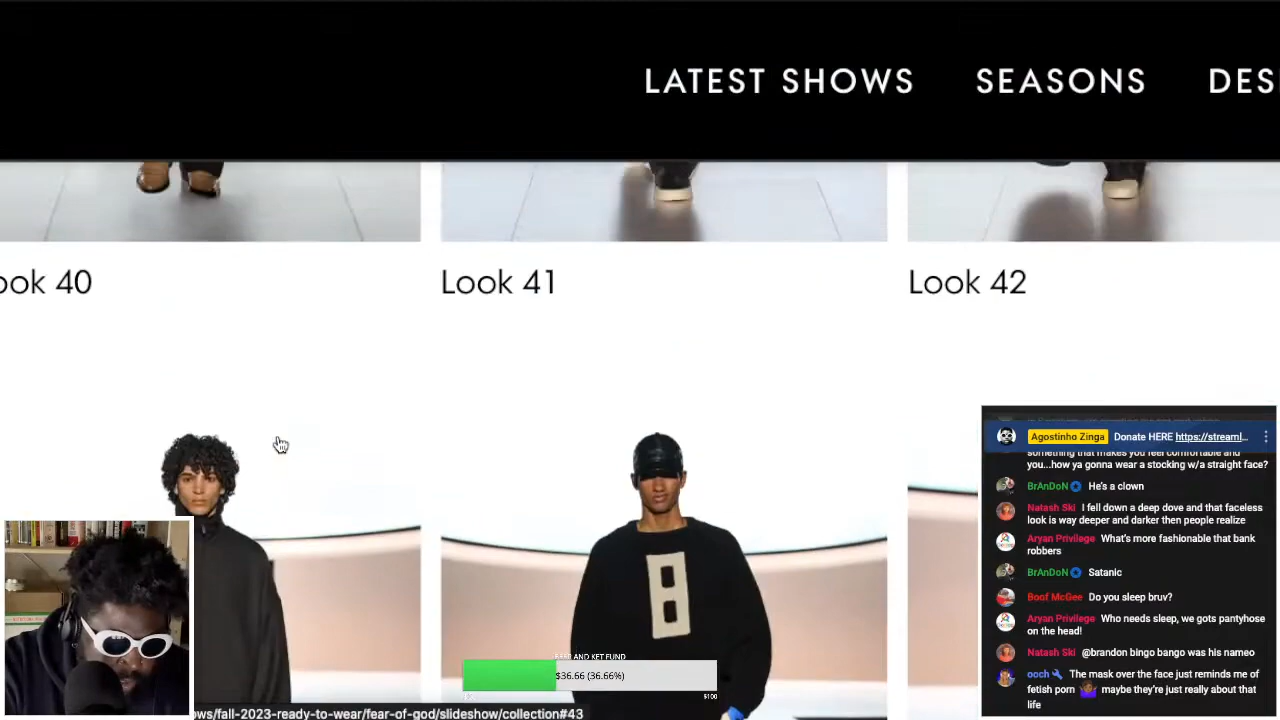 LATEST SHOWS SEASONS DES
ook 40
Look 41
Look 42
8
Agostinho Zinga Donate HERE https://streaml...
something that makes you feel comfortable and
you...how ya gonna wear a stocking w/a straight face?
BrAnDoN He's a clown
Natash Ski I fell down a deep dove and that faceless
look is way deeper and darker then people realize
Aryan Privilege What's more fashionable that bank
robbers
BrAnDoN Satanic
Boof McGee Do you sleep bruv?
Aryan Privilege Who needs sleep, we gots pantyhose
on the head!
Natash Ski @brandon bingo bango was his nameo
ooch The mask over the face just reminds me of
fetish porn maybe they're just really about that
life
BEER AND KET FUND
$36.66 (36.66%)
$100
ws/fall-2023-ready-to-wear/fear-of-god/slideshow/collection#43